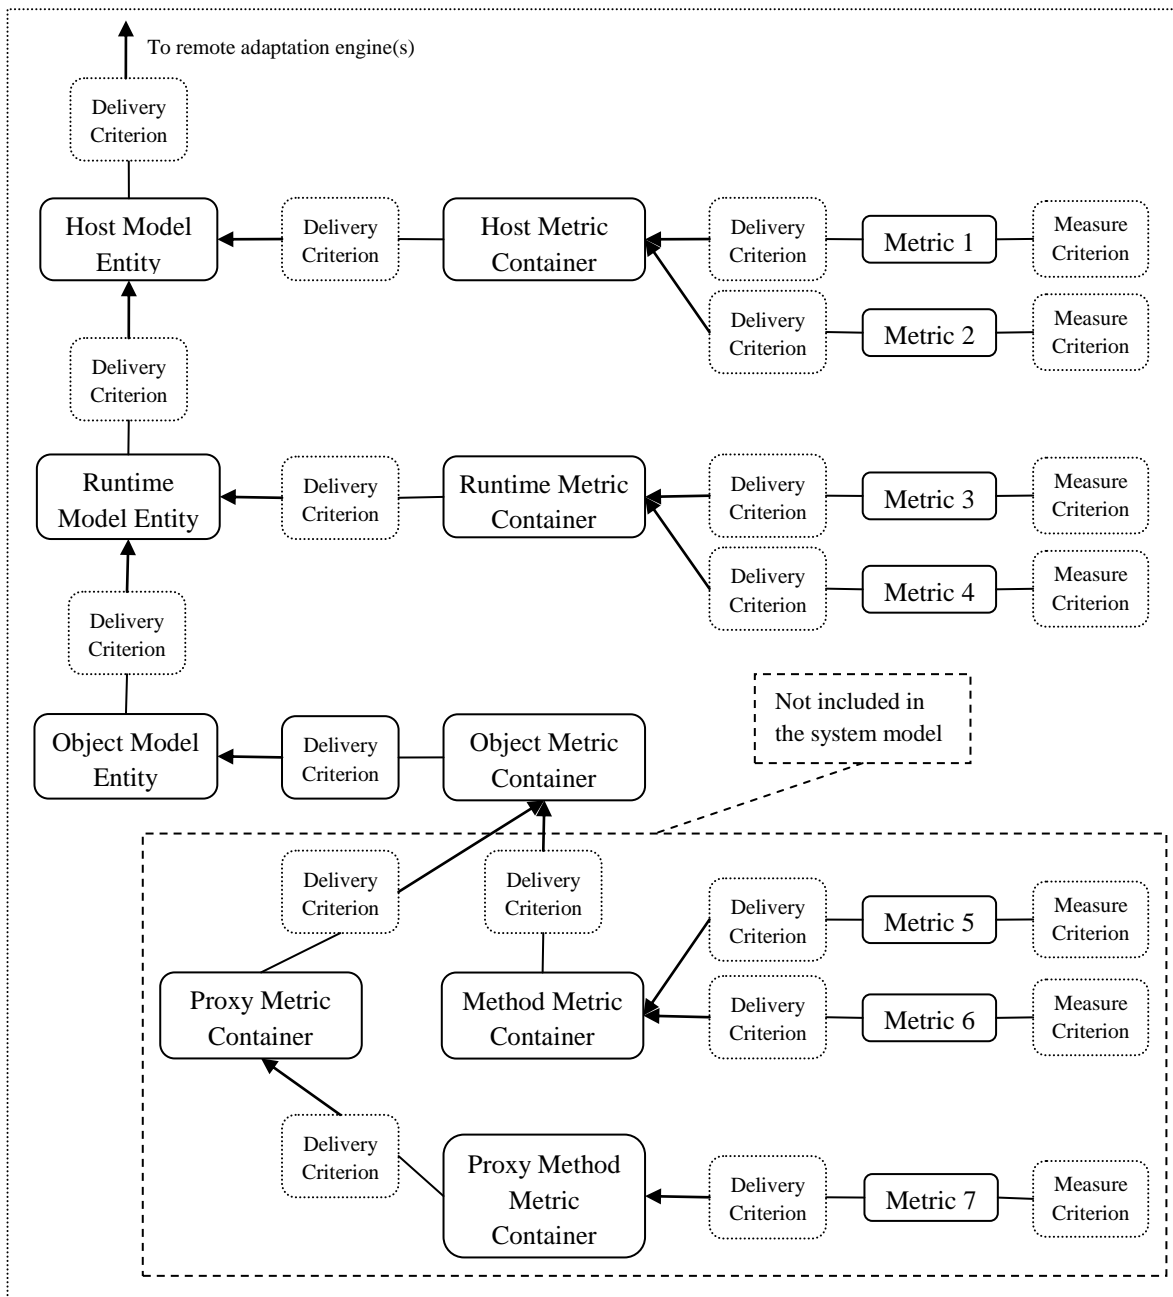 To remote adaptation engine(s)
Delivery
Criterion
Host Model
Entity
Delivery
Criterion
Host Metric
Container
Delivery
Criterion
Metric 1
Measure
Criterion
Delivery
Criterion
Metric 2
Measure
Criterion
Delivery
Criterion
Runtime
Model Entity
Delivery
Criterion
Runtime Metric
Container
Delivery
Criterion
Metric 3
Measure
Criterion
Delivery
Criterion
Metric 4
Measure
Criterion
Delivery
Criterion
Not included in
the system model
Object Model
Entity
Delivery
Criterion
Object Metric
Container
Delivery
Criterion
Delivery
Criterion
Delivery
Criterion
Metric 5
Measure
Criterion
Proxy Metric
Container
Method Metric
Container
Delivery
Criterion
Metric 6
Measure
Criterion
Delivery
Criterion
Proxy Method
Metric
Container
Delivery
Criterion
Metric 7
Measure
Criterion